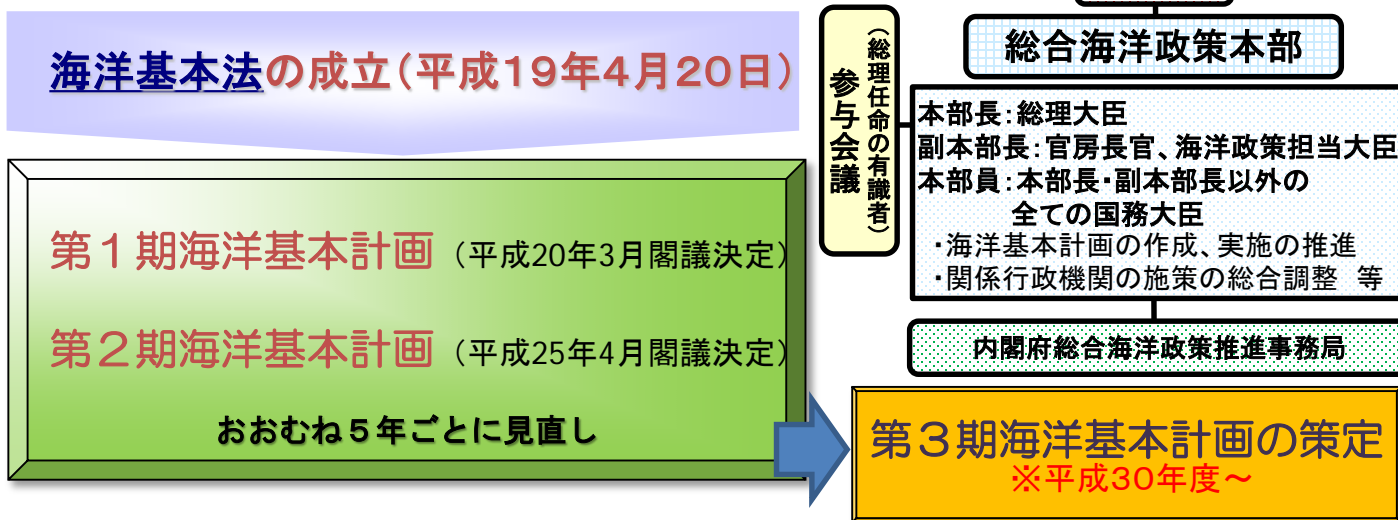 海洋基本法の成立(平成19年4月20日)
第1期海洋基本計画（平成20年3月閣議決定）
第2期海洋基本計画（平成25年4月閣議決定）
おおむね5年ごとに見直し
参与会議
（総理任命の有識者）
総合海洋政策本部
本部長:総理大臣
副本部長:官房長官、海洋政策担当大臣
本部員:本部長・副本部長以外の
全ての国務大臣
・海洋基本計画の作成、実施の推進
・関係行政機関の施策の総合調整　等
内閣府総合海洋政策推進事務局
第3期海洋基本計画の策定
※平成30年度～